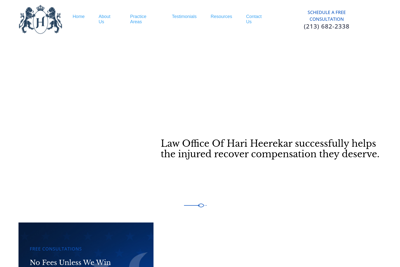 H
Home
About Us
Practice Areas
Testimonials
Resources
Contact Us
SCHEDULE A FREE
CONSULTATION
(213) 682-2338
Law Office Of Hari Heerekar successfully helps
the injured recover compensation they deserve.
FREE CONSULTATIONS
No Fees Unless We Win